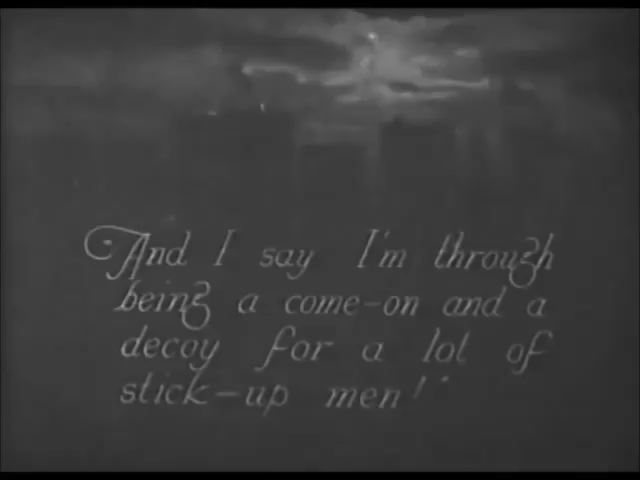 And I say I'm through
being a come-on and a
decoy for a lot of
stick-up men!"